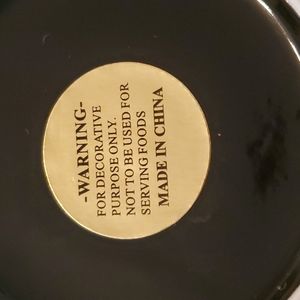 -WARNING-
FOR DECORATIVE
PURPOSE ONLY.
NOT TO BE USED FOR
SERVING FOODS
MADE IN CHINA